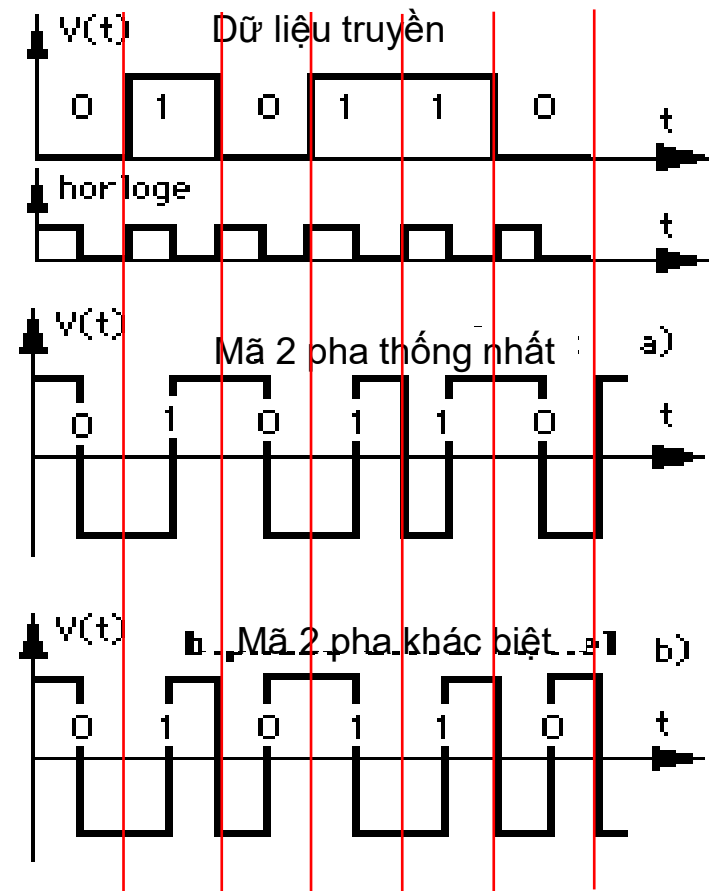 V(t) Dữ liệu truyền
0 1 0 1 1 0
t
horloge
t
V(t)
Mã 2 pha thống nhất a)
0 1 0 1 1 0 t
V(t)
Mã 2 pha khác biệt b)
0 1 0 1 1 0 t